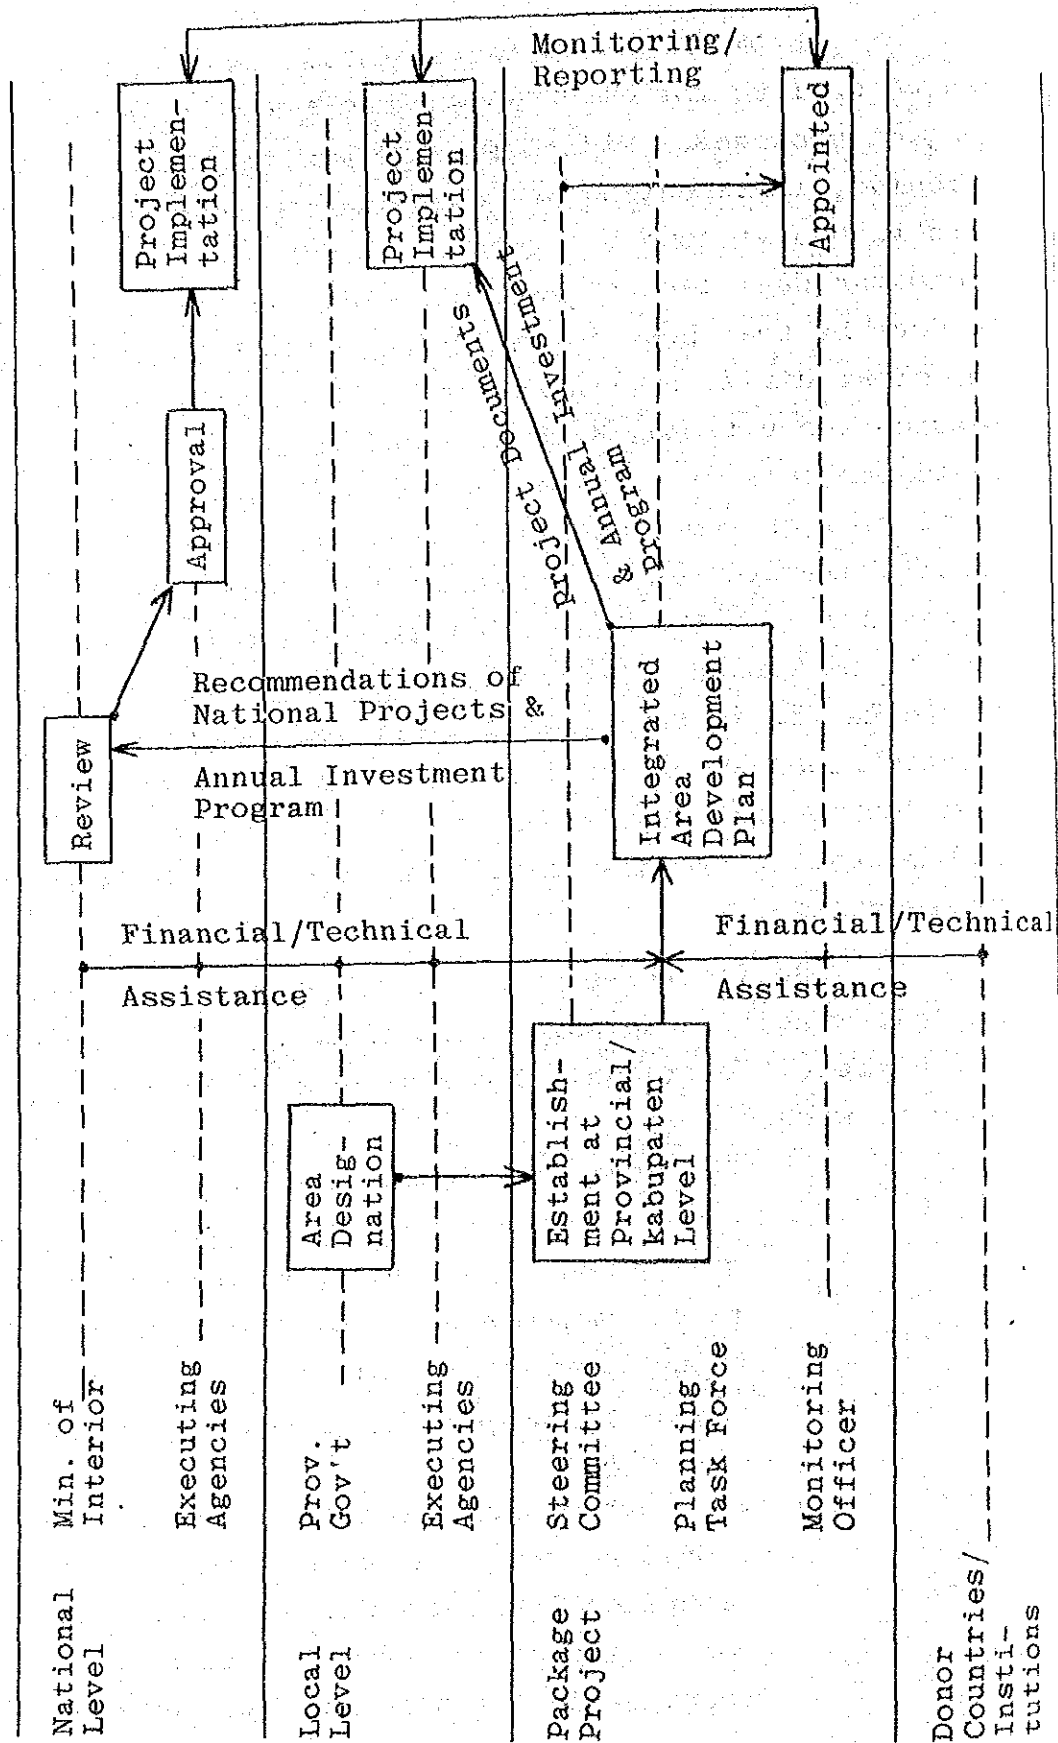 National
Level
Min. of
Interior
Review
Executing
Agencies
Approval
Project
Implemen-
tation
Local
Level
Prov.
Gov't
Area
Desig-
nation
Executing
Agencies
Project
Implemen-
tation
Financial/Technical
Assistance
Recommendations of
National Projects &
Annual Investment
Program
Package
Project
Steering
Committee
Establish-
ment at
Provincial/
kabupaten
Level
Planning
Task Force
Integrated
Area
Development
Plan
Project Documents
& Annual Investment
Program
Monitoring
Officer
Appointed
Monitoring/
Reporting
Financial/Technical
Assistance
Donor
Countries/
Insti-
tutions